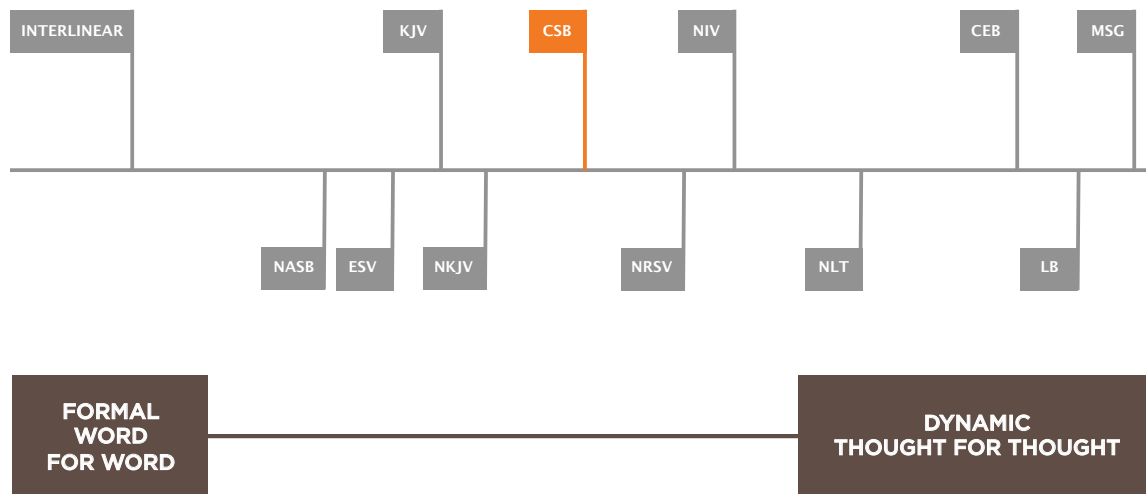 INTERLINEAR
KJV
CSB
NIV
CEB
MSG
NASB
ESV
NKJV
NRSV
NLT
LB
FORMAL
WORD
FOR WORD
DYNAMIC
THOUGHT FOR THOUGHT